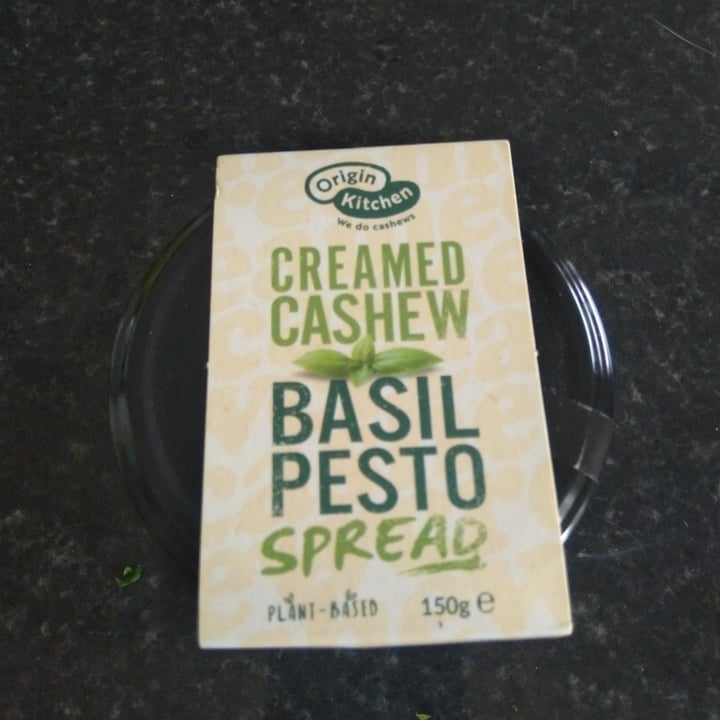 Origin
Kitchen
We do cashews
CREAMED
CASHEW
BASIL
PESTO
SPREAD
PLANT-BASED 150g e